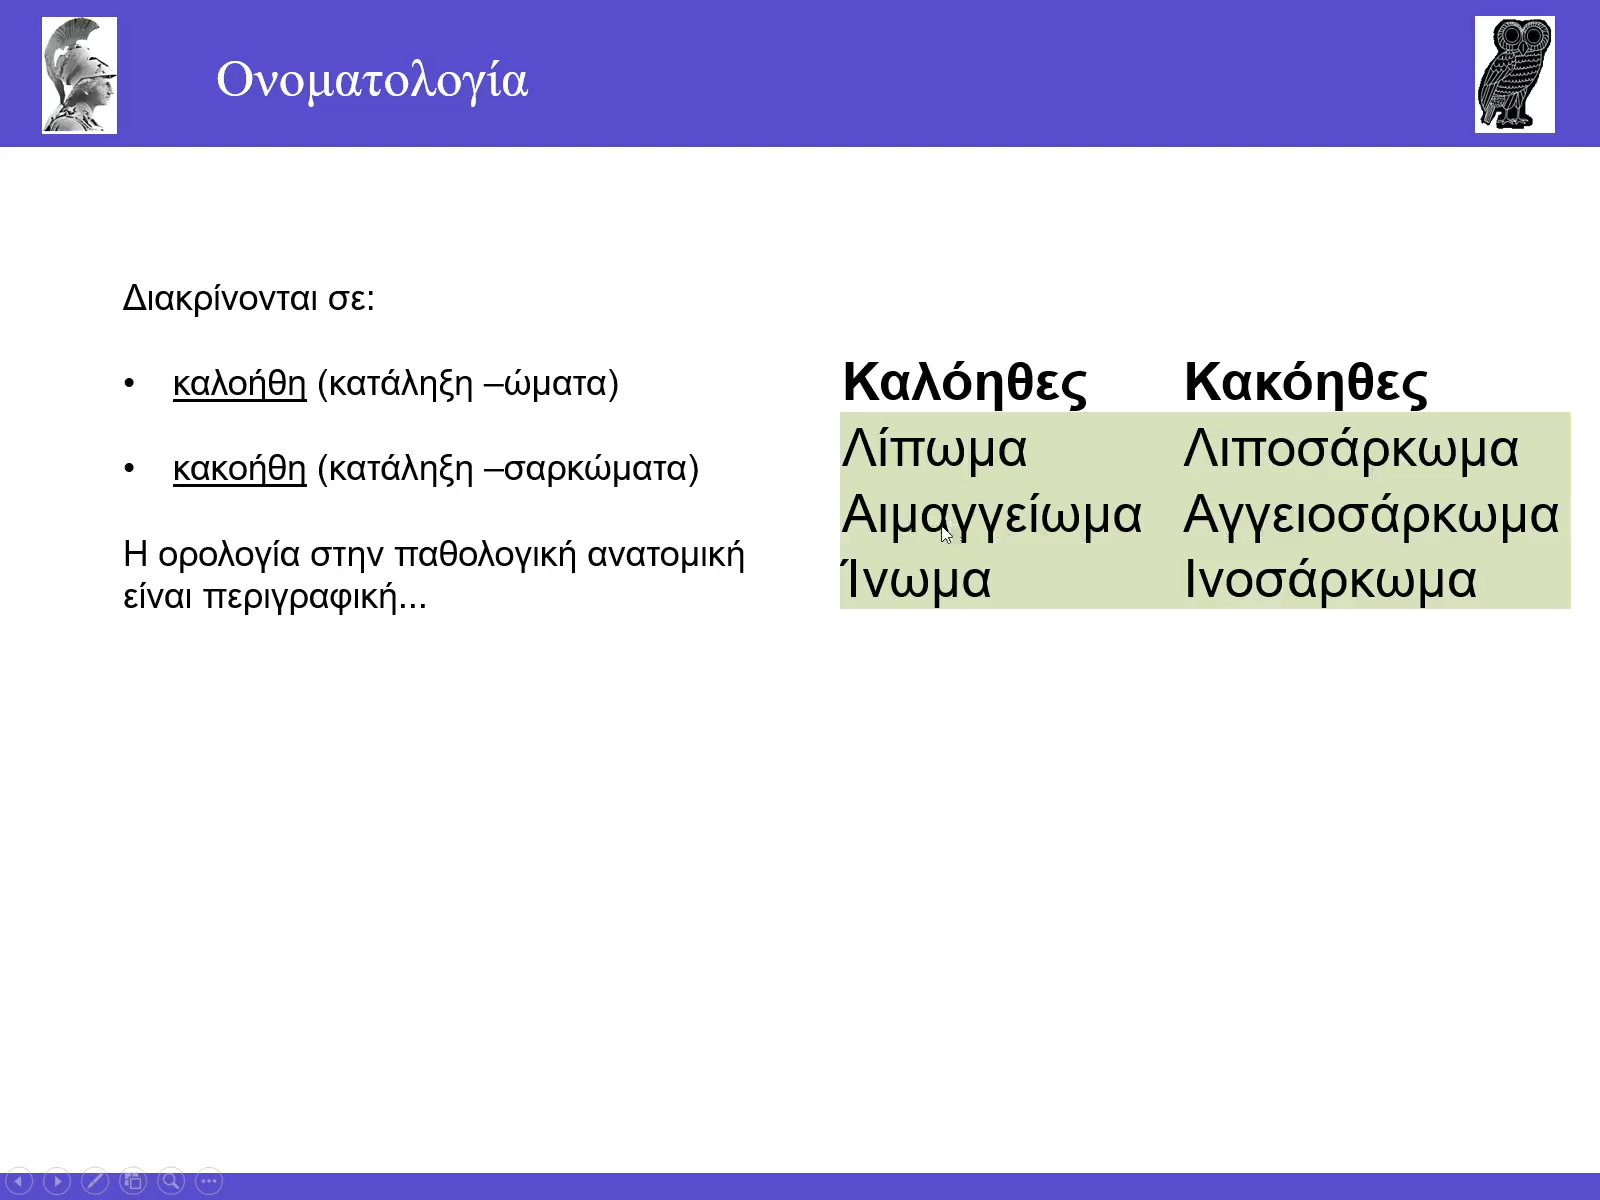 Ονοματολογία
Διακρίνονται σε:
• καλοήθη (κατάληξη –ώματα)
• κακοήθη (κατάληξη –σαρκώματα)
Η ορολογία στην παθολογική ανατομική
είναι περιγραφική...
Καλόηθες Κακόηθες
Λίπωμα Λιποσάρκωμα
Αιμαγγείωμα Αγγειοσάρκωμα
Ίνωμα Ινοσάρκωμα